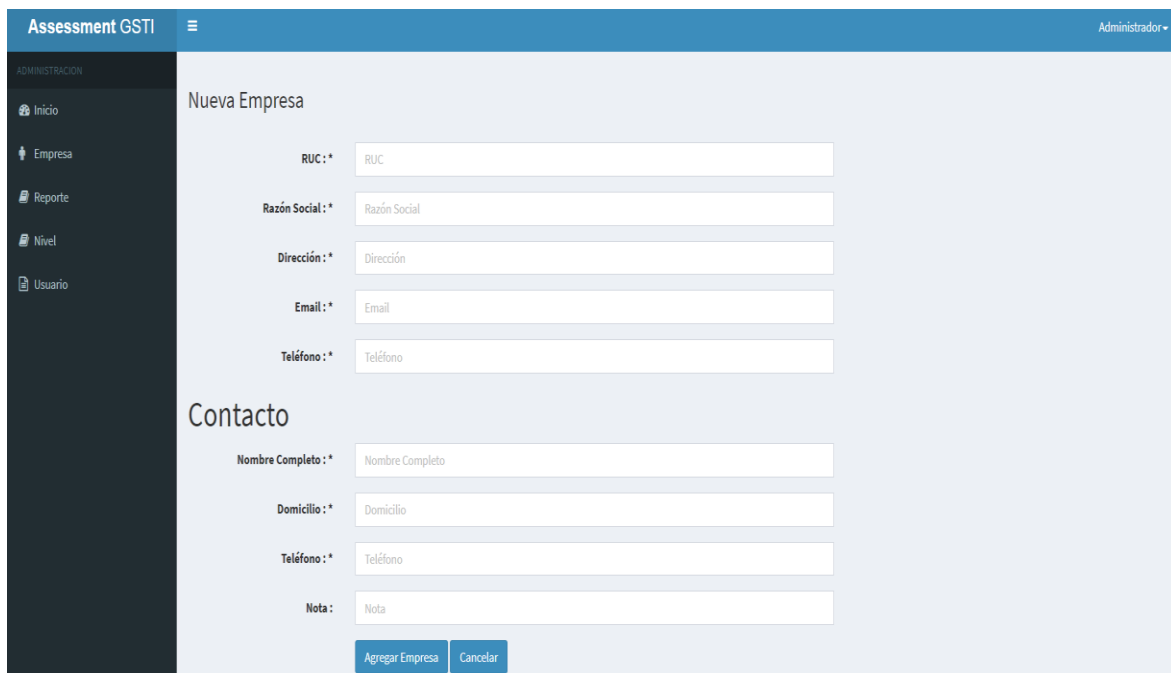 Assessment GSTI
Administrador
ADMINISTRACION
Inicio
Empresa
Reporte
Nivel
Usuario
Nueva Empresa
RUC : * RUC
Razón Social : * Razón Social
Dirección : * Dirección
Email : * Email
Teléfono : * Teléfono
Contacto
Nombre Completo : * Nombre Completo
Domicilio : * Domicilio
Teléfono : * Teléfono
Nota : Nota
Agregar Empresa Cancelar